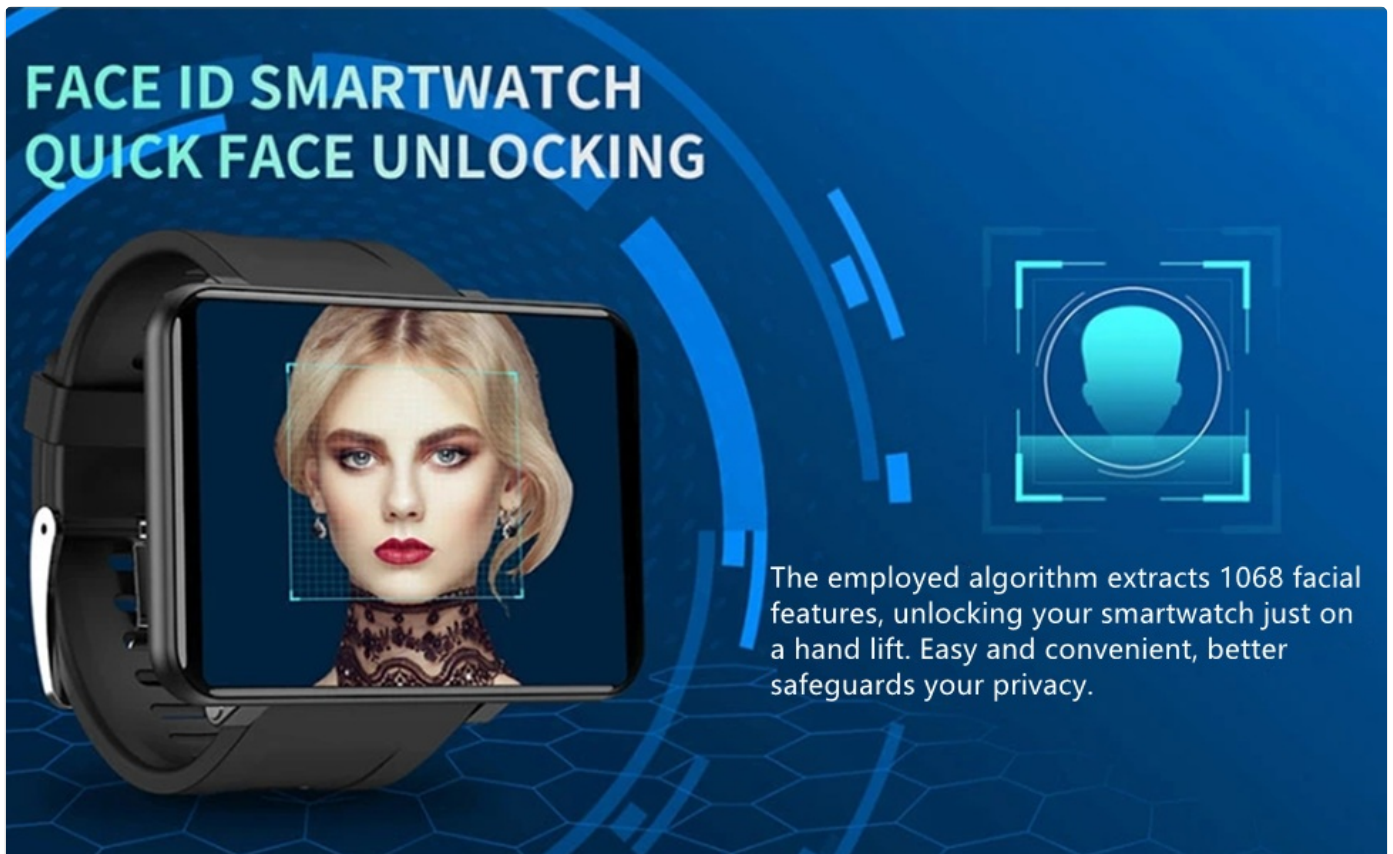 FACE ID SMARTWATCH
QUICK FACE UNLOCKING
The employed algorithm extracts 1068 facial
features, unlocking your smartwatch just on
a hand lift. Easy and convenient, better
safeguards your privacy.